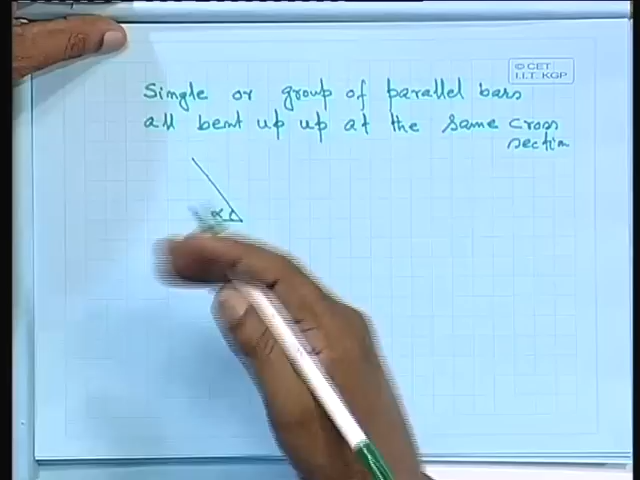 © CET
I.I.T. KGP
Single or group of parallel bars
all bent up up at the same cross
section
α